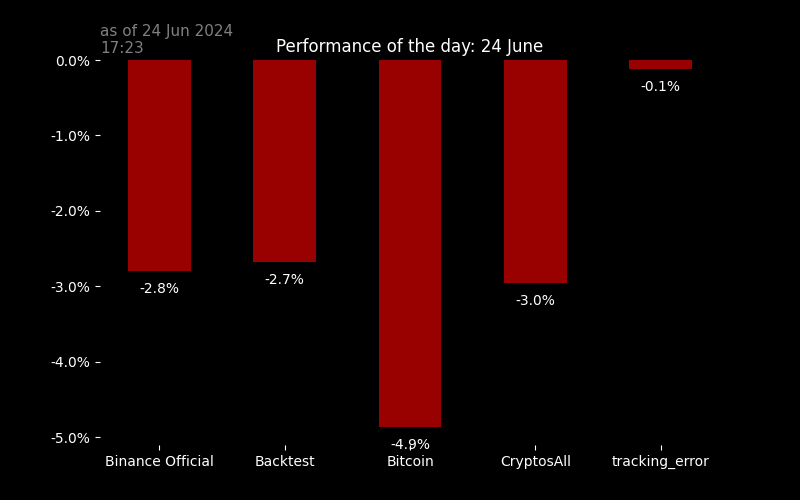 as of 24 Jun 2024
17:23
Performance of the day: 24 June
0.0%
-1.0%
-2.0%
-3.0%
-4.0%
-5.0%
-2.8%
-2.7%
-4.9%
-3.0%
-0.1%
Binance Official
Backtest
Bitcoin
CryptosAll
tracking_error